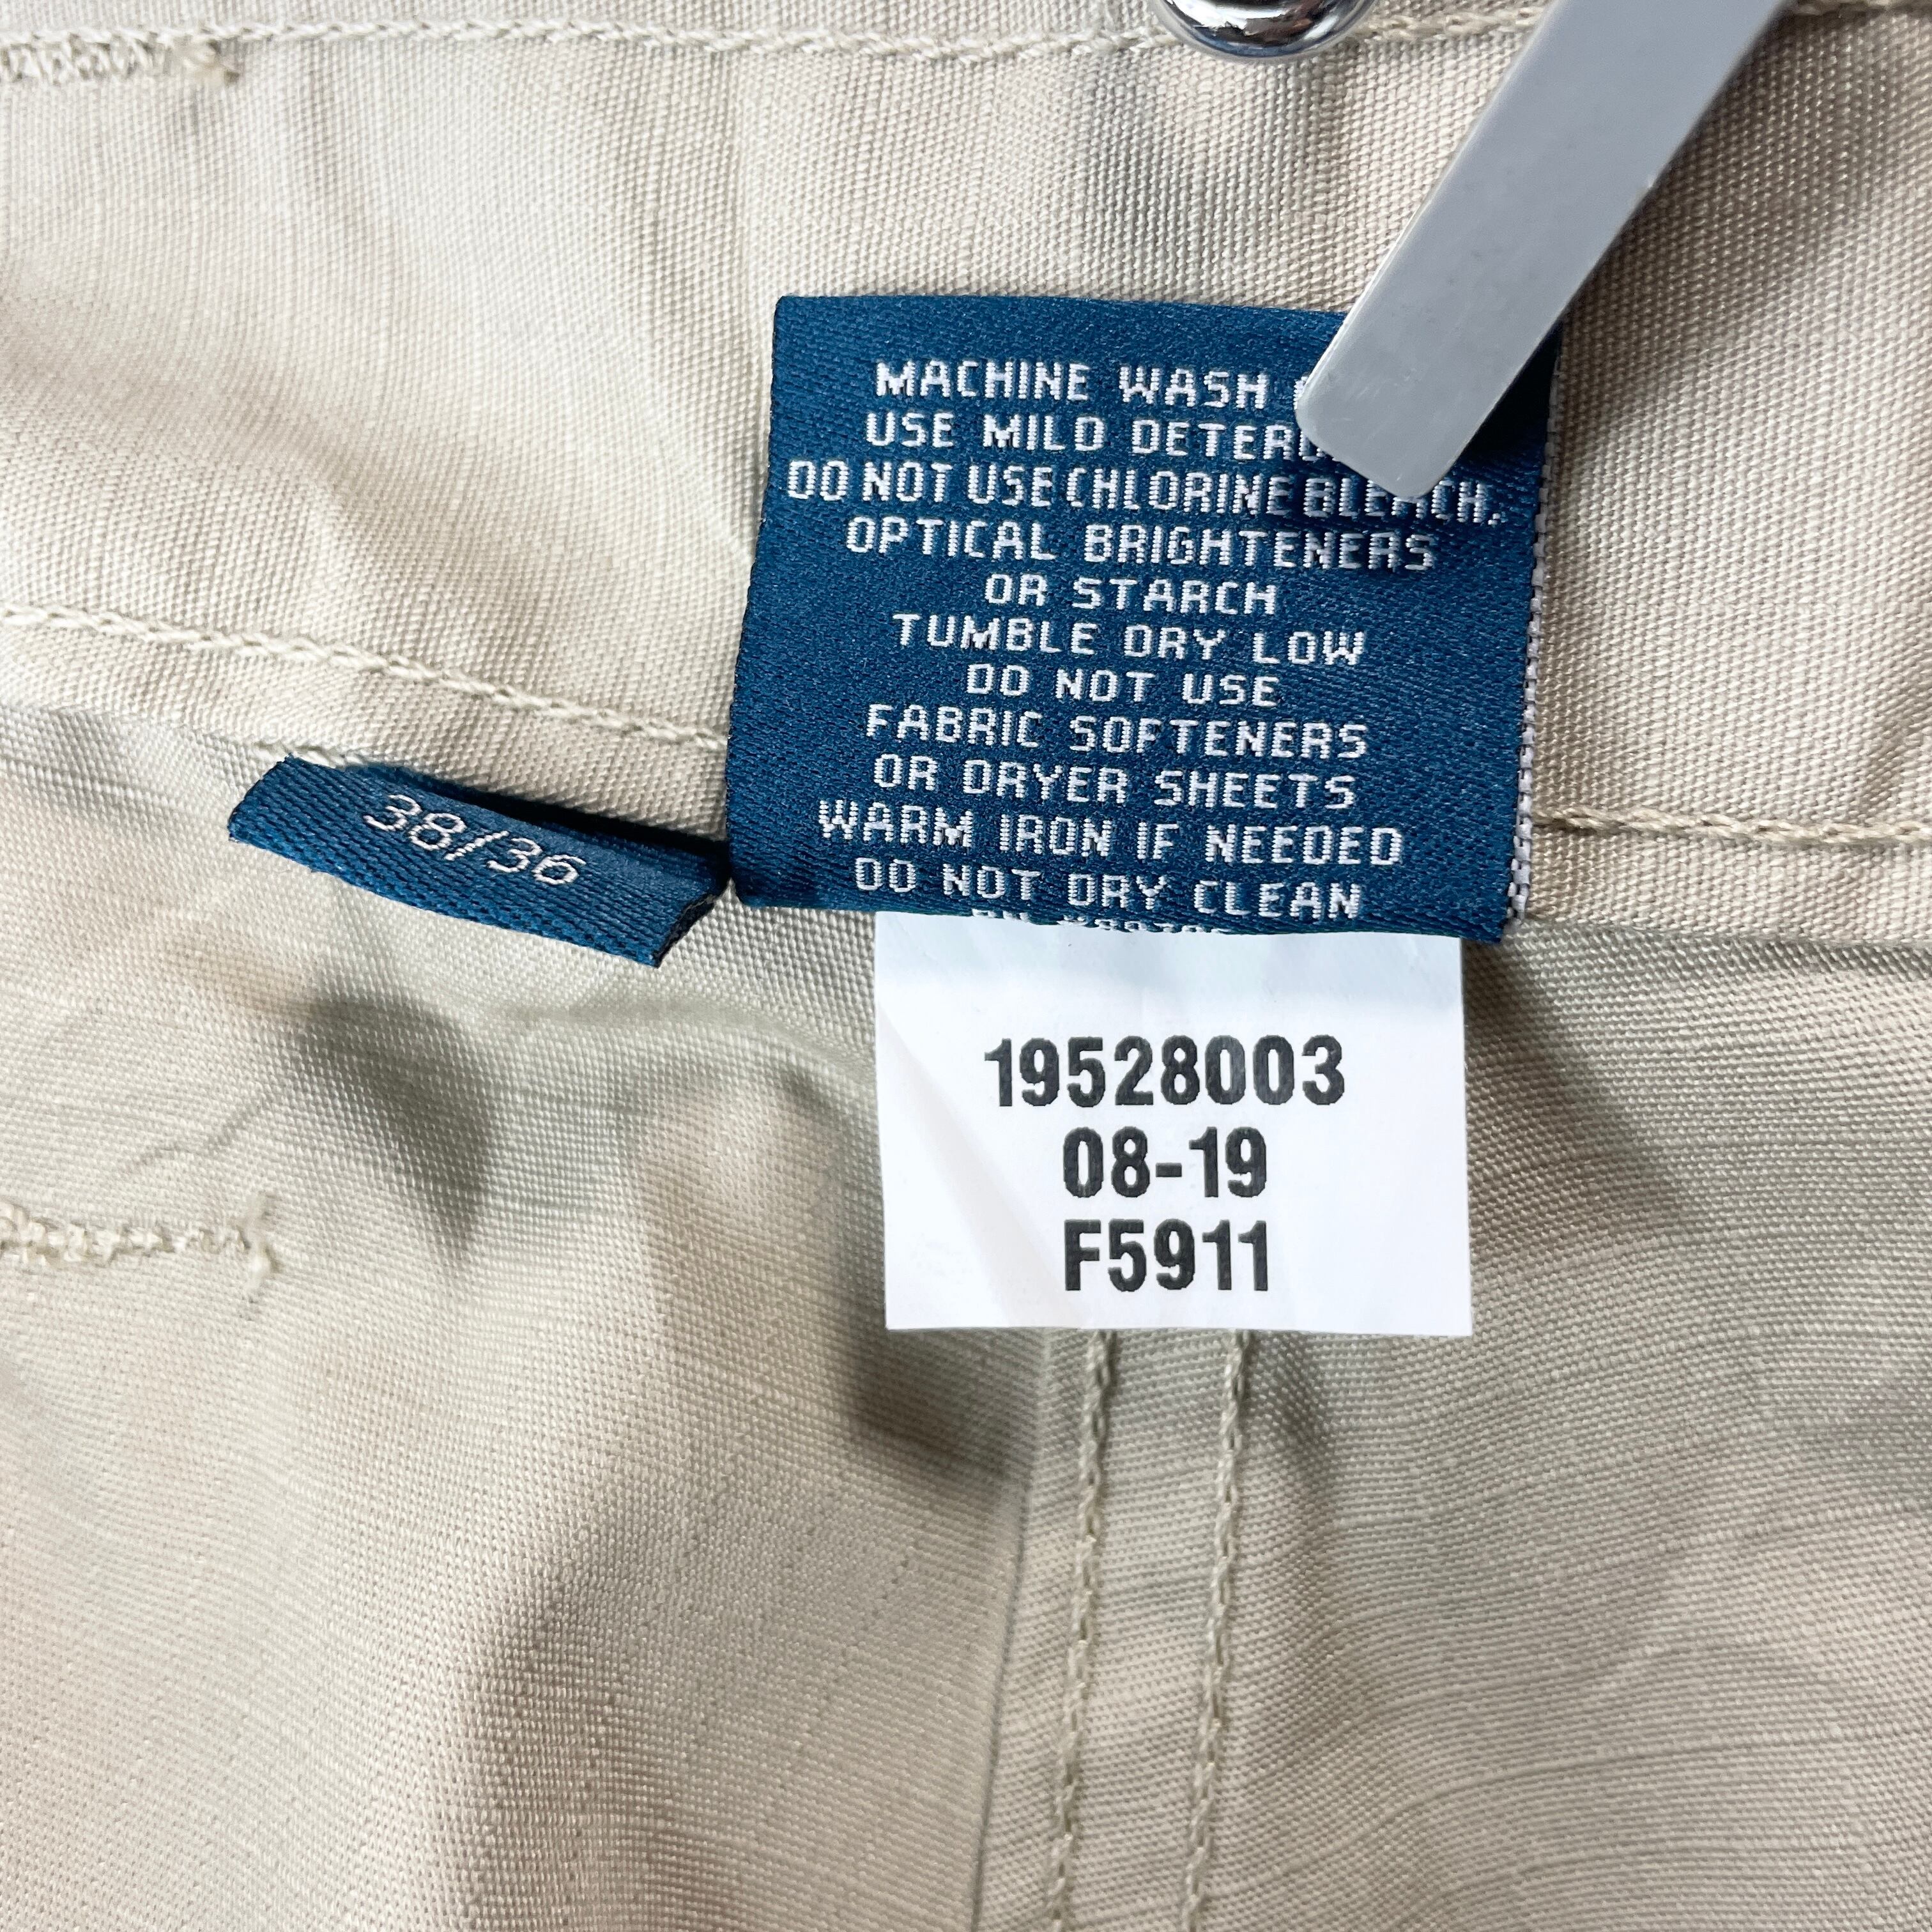 MACHINE WASH
USE MILD
DO NOT USE CHLORINE BLEACH.
OPTICAL BRIGHTENERS
OR STARCH
TUMBLE DRY LOW
DO NOT USE
FABRIC SOFTENERS
OR DRYER SHEETS
WARM IRON IF NEEDED
DO NOT DRY CLEAN
38/36
19528003
08-19
F5911